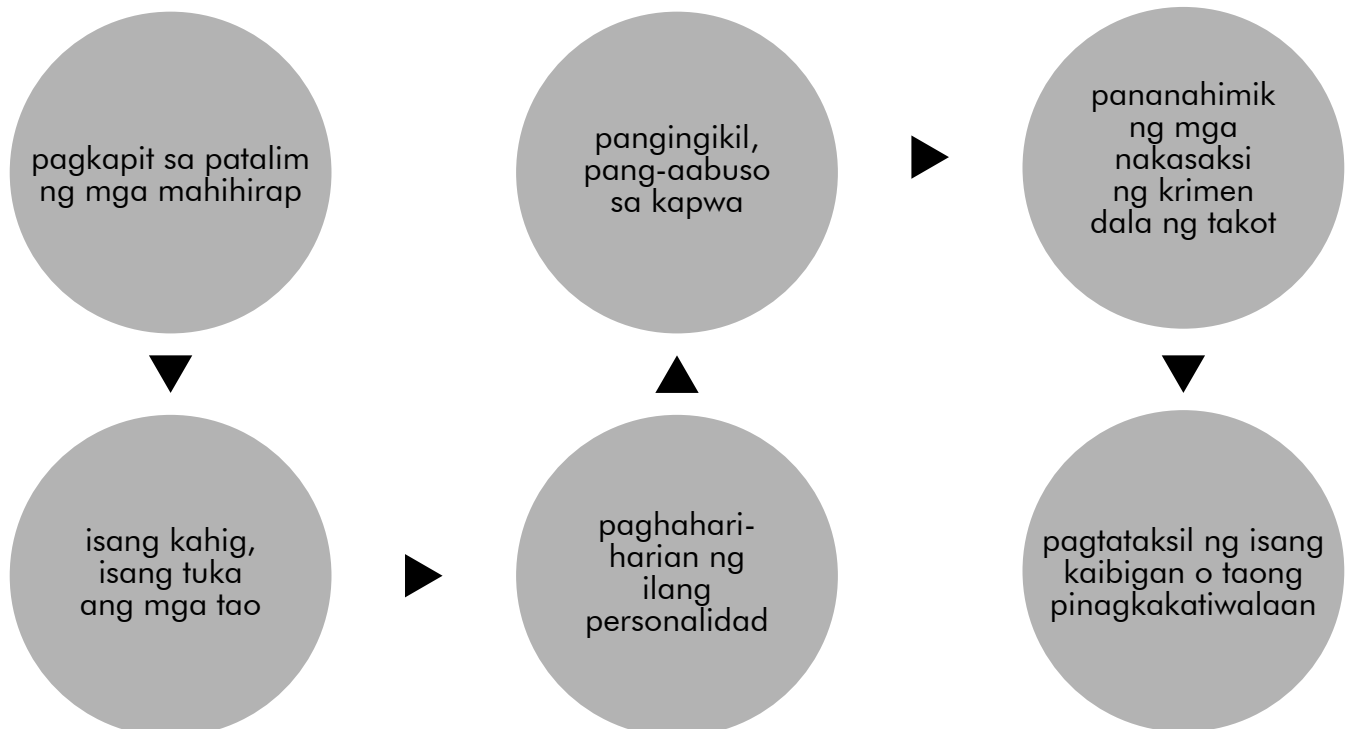 pagkapit sa patalim
ng mga mahihirap
isang kahig,
isang tuka
ang mga tao
paghahari-
harian ng
ilang
personalidad
pangingikil,
pang-aabuso
sa kapwa
pananahimik
ng mga
nakasaksi
ng krimen
dala ng takot
pagtataksil ng isang
kaibigan o taong
pinagkakatiwalaan